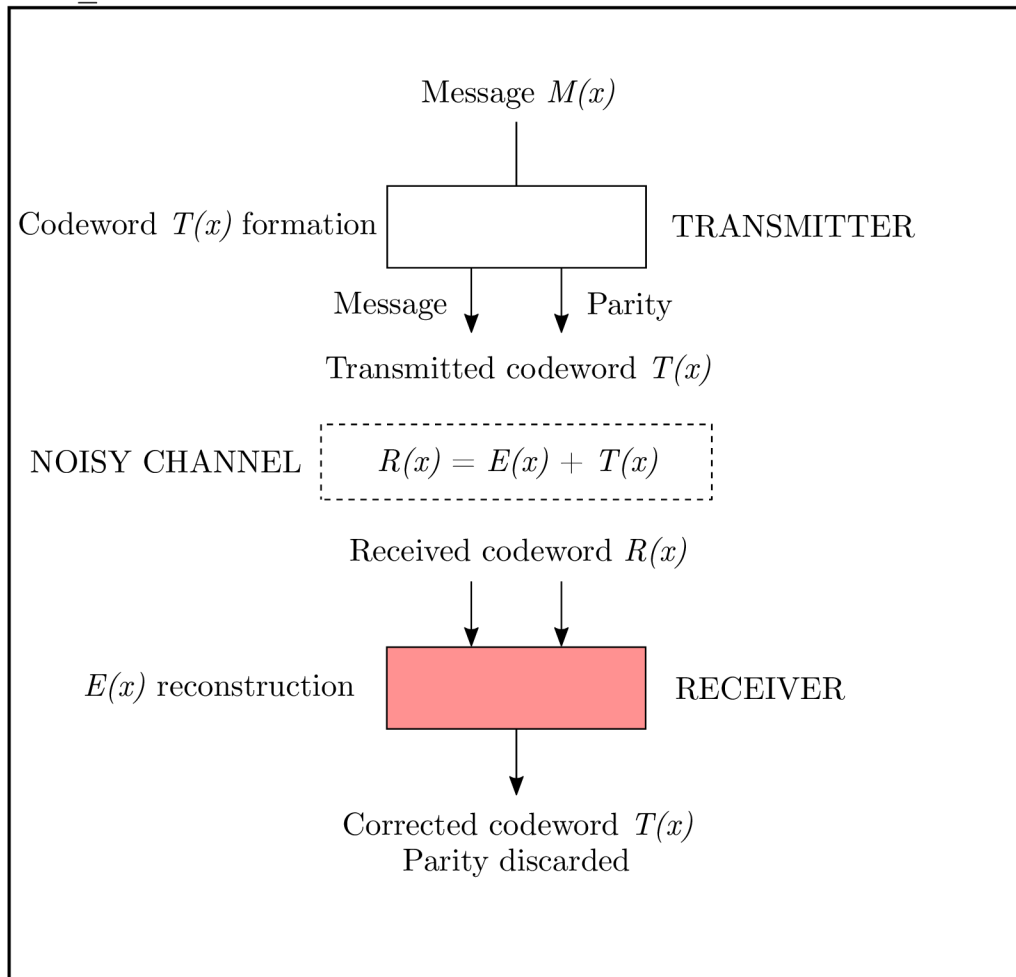 Message M(x)
Codeword T(x) formation
TRANSMITTER
Message
Parity
Transmitted codeword T(x)
NOISY CHANNEL
R(x) = E(x) + T(x)
Received codeword R(x)
E(x) reconstruction
RECEIVER
Corrected codeword T(x)
Parity discarded